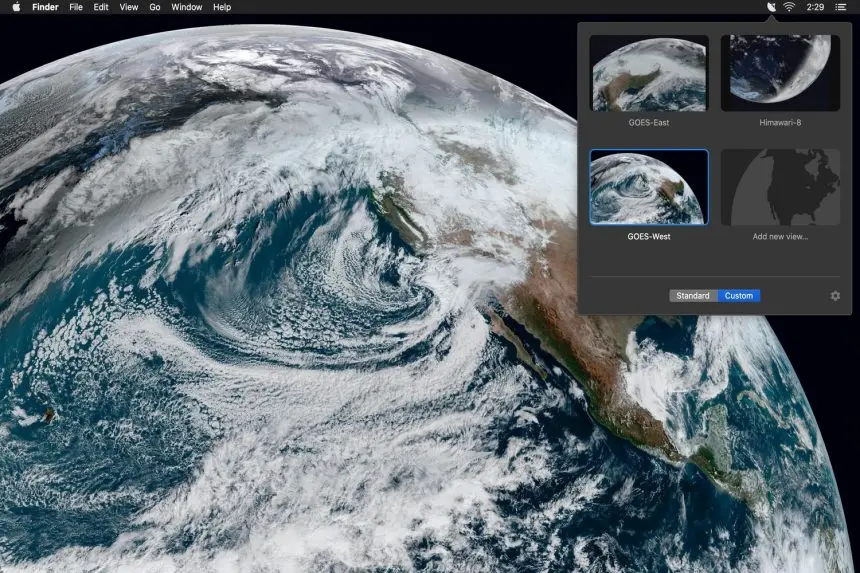 Finder File Edit View Go Window Help 2:29
GOES-East Himawari-8
GOES-West Add new view...
Standard Custom